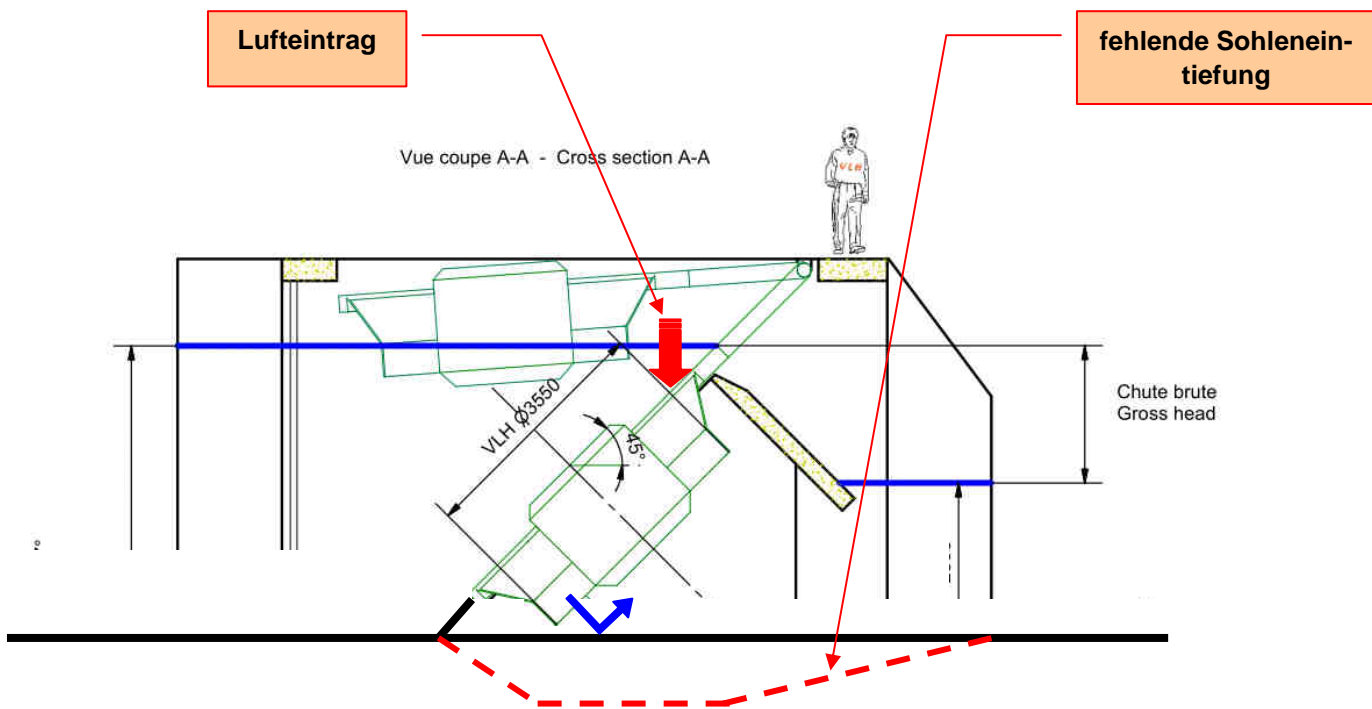 Lufteintrag
fehlende Sohlenein-
tiefung
Vue coupe A-A - Cross section A-A
VLH
VLH Ø3550
45°
Chute brute
Gross head